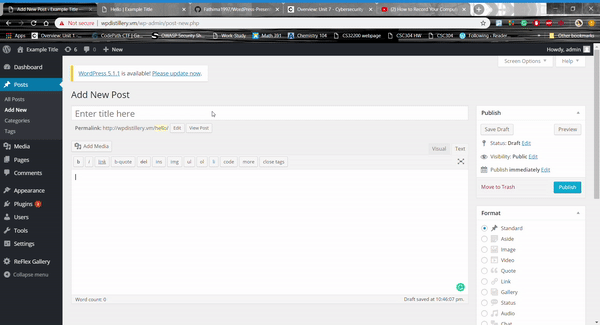 Add New Post - Example Title
Hello | Example Title
Fatisma1997/WordPress-Presen
Overview: Unit 7 - Cybersecurit
(2) How to Record Your Compu
Not secure | wpdistillery.vm/wp-admin/post-new.php
Apps
Overview: Unit 1 | C
CodePath CTF | Ga
OWASP Security Sh
Work-Study
Math 201
Chemistry 104
CS32200 webpage
CSC304 HW
CSC304
Following - Reader
Other bookmarks
Example Title
6
0
New
Howdy, admin
Dashboard
Posts
All Posts
Add New
Categories
Tags
Media
Pages
Comments
Appearance
Plugins
Users
Tools
Settings
ReFlex Gallery
Collapse menu
Screen Options
Help
WordPress 5.1.1 is available! Please update now.
Add New Post
Enter title here
Permalink: http://wpdistillery.vm/hello/ Edit View Post
Add Media
Visual
Text
b i link b-quote del ins img ul ol li code more close tags
Word count: 0
Draft saved at 10:46:07 pm.
Publish
Save Draft
Preview
Status: Draft Edit
Visibility: Public Edit
Publish immediately Edit
Move to Trash
Publish
Format
Standard
Aside
Image
Video
Quote
Link
Gallery
Status
Audio
Chat